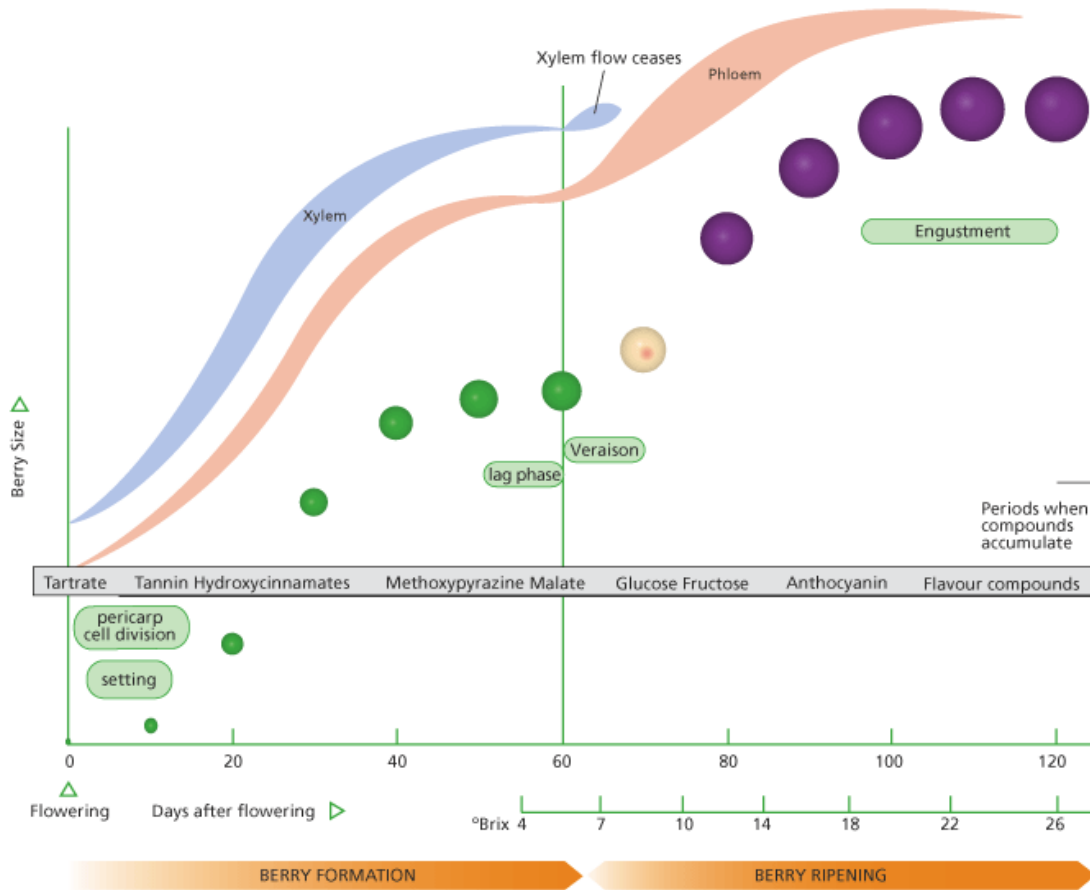 Xylem flow ceases
Phloem
Xylem
Engustment
Berry Size
Veraison
lag phase
Periods when
compounds
accumulate
Tartrate Tannin Hydroxycinnamates Methoxypyrazine Malate Glucose Fructose Anthocyanin Flavour compounds
pericarp
cell division
setting
0 20 40 60 80 100 120
Flowering Days after flowering
°Brix 4 7 10 14 18 22 26
BERRY FORMATION BERRY RIPENING